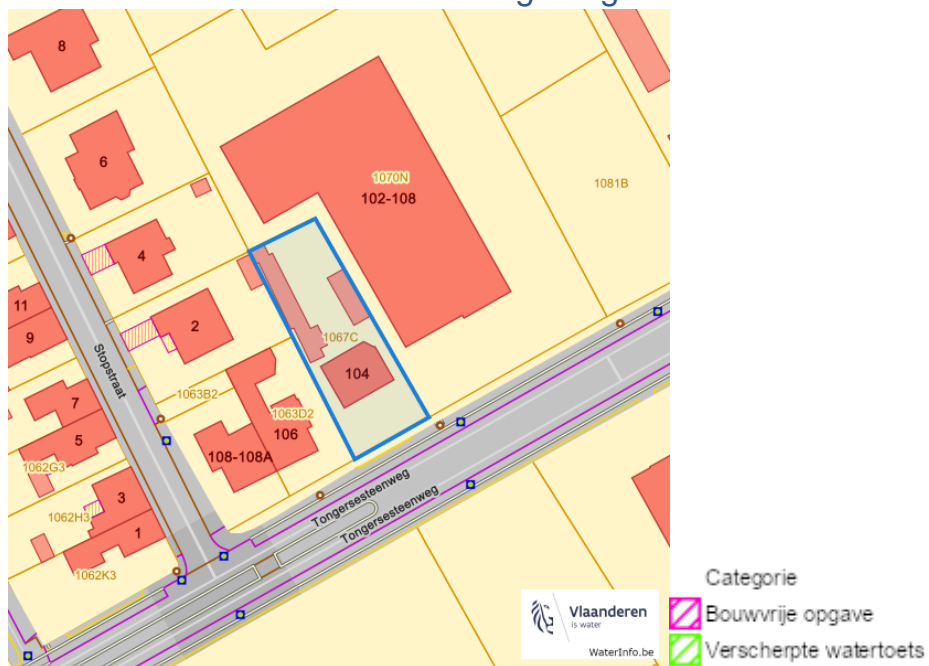 8
6
1070N
102-108
1081B
4
11
9
2
1067C
Stopstraat
104
7
1063B2
5
1063D2
106
1062G3
108-108A
3
1062H3
1
Tongersesteenweg
Tongersesteenweg
1062K3
Vlaanderen
is water
WaterInfo.be
Categorie
Bouwvrije opgave
Verscherpte watertoets